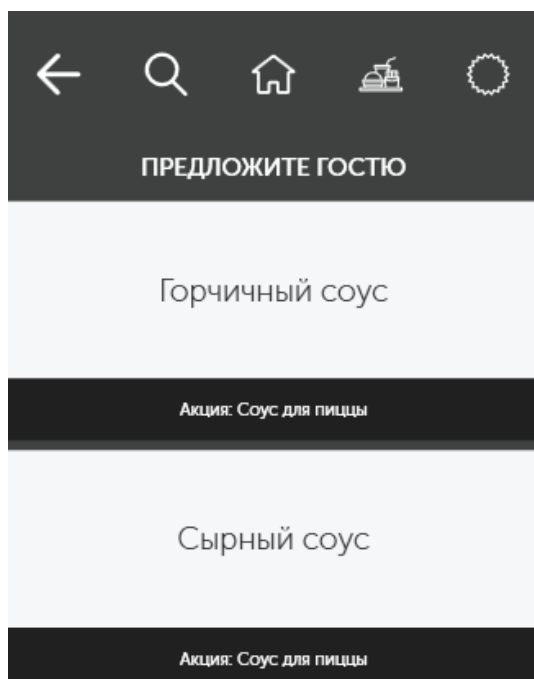 ПРЕДЛОЖИТЕ ГОСТЮ
Горчичный соус
Акция: Соус для пиццы
Сырный соус
Акция: Соус для пиццы